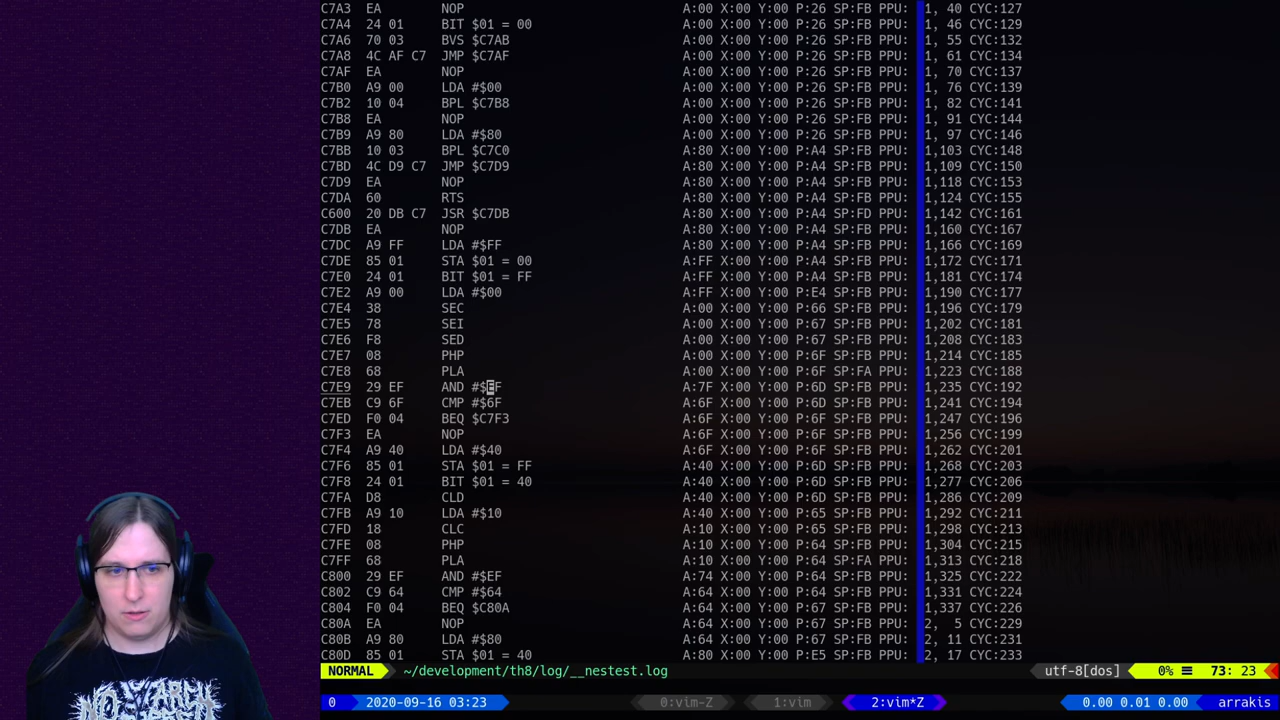 C7A3 EA NOP A:00 X:00 Y:00 P:26 SP:FB PPU: 1, 40 CYC:127
C7A4 24 01 BIT $01 = 00 A:00 X:00 Y:00 P:26 SP:FB PPU: 1, 46 CYC:129
C7A6 70 03 BVS $C7AB A:00 X:00 Y:00 P:26 SP:FB PPU: 1, 55 CYC:132
C7A8 4C AF C7 JMP $C7AF A:00 X:00 Y:00 P:26 SP:FB PPU: 1, 61 CYC:134
C7AF EA NOP A:00 X:00 Y:00 P:26 SP:FB PPU: 1, 70 CYC:137
C7B0 A9 00 LDA #$00 A:00 X:00 Y:00 P:26 SP:FB PPU: 1, 76 CYC:139
C7B2 10 04 BPL $C7B8 A:00 X:00 Y:00 P:26 SP:FB PPU: 1, 82 CYC:141
C7B8 EA NOP A:00 X:00 Y:00 P:26 SP:FB PPU: 1, 91 CYC:144
C7B9 A9 80 LDA #$80 A:00 X:00 Y:00 P:26 SP:FB PPU: 1, 97 CYC:146
C7BB 10 03 BPL $C7C0 A:80 X:00 Y:00 P:A4 SP:FB PPU: 1,103 CYC:148
C7BD 4C D9 C7 JMP $C7D9 A:80 X:00 Y:00 P:A4 SP:FB PPU: 1,109 CYC:150
C7D9 EA NOP A:80 X:00 Y:00 P:A4 SP:FB PPU: 1,118 CYC:153
C7DA 60 RTS A:80 X:00 Y:00 P:A4 SP:FB PPU: 1,124 CYC:155
C600 20 DB C7 JSR $C7DB A:80 X:00 Y:00 P:A4 SP:FD PPU: 1,142 CYC:161
C7DB EA NOP A:80 X:00 Y:00 P:A4 SP:FB PPU: 1,160 CYC:167
C7DC A9 FF LDA #$FF A:80 X:00 Y:00 P:A4 SP:FB PPU: 1,166 CYC:169
C7DE 85 01 STA $01 = 00 A:FF X:00 Y:00 P:A4 SP:FB PPU: 1,172 CYC:171
C7E0 24 01 BIT $01 = FF A:FF X:00 Y:00 P:A4 SP:FB PPU: 1,181 CYC:174
C7E2 A9 00 LDA #$00 A:FF X:00 Y:00 P:E4 SP:FB PPU: 1,190 CYC:177
C7E4 38 SEC A:00 X:00 Y:00 P:66 SP:FB PPU: 1,196 CYC:179
C7E5 78 SEI A:00 X:00 Y:00 P:67 SP:FB PPU: 1,202 CYC:181
C7E6 F8 SED A:00 X:00 Y:00 P:67 SP:FB PPU: 1,208 CYC:183
C7E7 08 PHP A:00 X:00 Y:00 P:6F SP:FB PPU: 1,214 CYC:185
C7E8 68 PLA A:00 X:00 Y:00 P:6F SP:FA PPU: 1,223 CYC:188
C7E9 29 EF AND #$EF A:7F X:00 Y:00 P:6D SP:FB PPU: 1,235 CYC:192
C7EB C9 6F CMP #$6F A:6F X:00 Y:00 P:6D SP:FB PPU: 1,241 CYC:194
C7ED F0 04 BEQ $C7F3 A:6F X:00 Y:00 P:6F SP:FB PPU: 1,247 CYC:196
C7F3 EA NOP A:6F X:00 Y:00 P:6F SP:FB PPU: 1,256 CYC:199
C7F4 A9 40 LDA #$40 A:6F X:00 Y:00 P:6F SP:FB PPU: 1,262 CYC:201
C7F6 85 01 STA $01 = FF A:40 X:00 Y:00 P:6D SP:FB PPU: 1,268 CYC:203
C7F8 24 01 BIT $01 = 40 A:40 X:00 Y:00 P:6D SP:FB PPU: 1,277 CYC:206
C7FA D8 CLD A:40 X:00 Y:00 P:6D SP:FB PPU: 1,286 CYC:209
C7FB A9 10 LDA #$10 A:40 X:00 Y:00 P:65 SP:FB PPU: 1,292 CYC:211
C7FD 18 CLC A:10 X:00 Y:00 P:65 SP:FB PPU: 1,298 CYC:213
C7FE 08 PHP A:10 X:00 Y:00 P:64 SP:FB PPU: 1,304 CYC:215
C7FF 68 PLA A:10 X:00 Y:00 P:64 SP:FA PPU: 1,313 CYC:218
C800 29 EF AND #$EF A:74 X:00 Y:00 P:64 SP:FB PPU: 1,325 CYC:222
C802 C9 64 CMP #$64 A:64 X:00 Y:00 P:64 SP:FB PPU: 1,331 CYC:224
C804 F0 04 BEQ $C80A A:64 X:00 Y:00 P:67 SP:FB PPU: 1,337 CYC:226
C80A EA NOP A:64 X:00 Y:00 P:67 SP:FB PPU: 2, 5 CYC:229
C80B A9 80 LDA #$80 A:64 X:00 Y:00 P:67 SP:FB PPU: 2, 11 CYC:231
C80D 85 01 STA $01 = 40 A:80 X:00 Y:00 P:E5 SP:FB PPU: 2, 17 CYC:233
NORMAL ~/development/th8/log/__nestest.log utf-8[dos] 0% 73: 23
0 2020-09-16 03:23 0:vim-Z 1:vim 2:vim*Z 0.00 0.01 0.00 arrakis